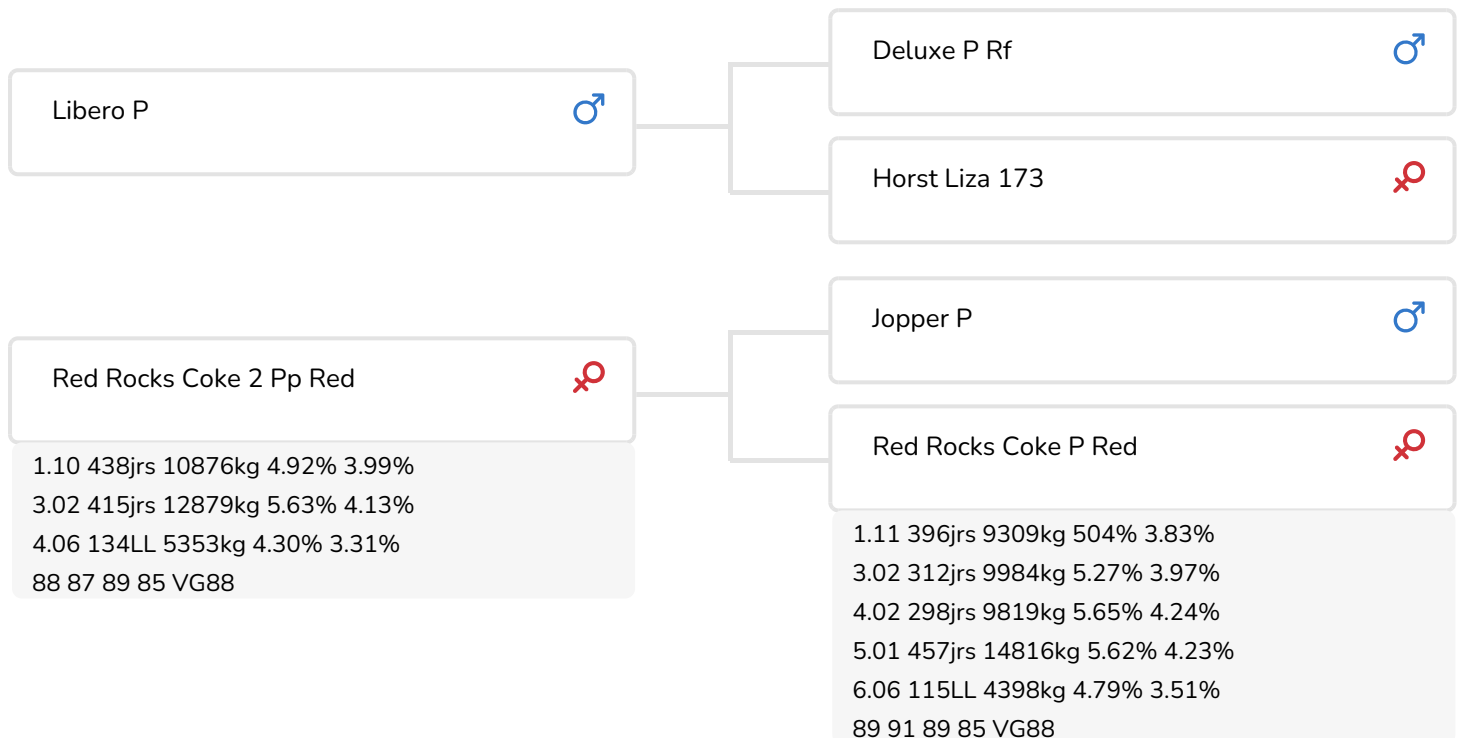 Libero P
Deluxe P Rf
Horst Liza 173
Red Rocks Coke 2 Pp Red
1.10 438jrs 10876kg 4.92% 3.99%
3.02 415jrs 12879kg 5.63% 4.13%
4.06 134LL 5353kg 4.30% 3.31%
88 87 89 85 VG88
Jopper P
Red Rocks Coke P Red
1.11 396jrs 9309kg 504% 3.83%
3.02 312jrs 9984kg 5.27% 3.97%
4.02 298jrs 9819kg 5.65% 4.24%
5.01 457jrs 14816kg 5.62% 4.23%
6.06 115LL 4398kg 4.79% 3.51%
89 91 89 85 VG88